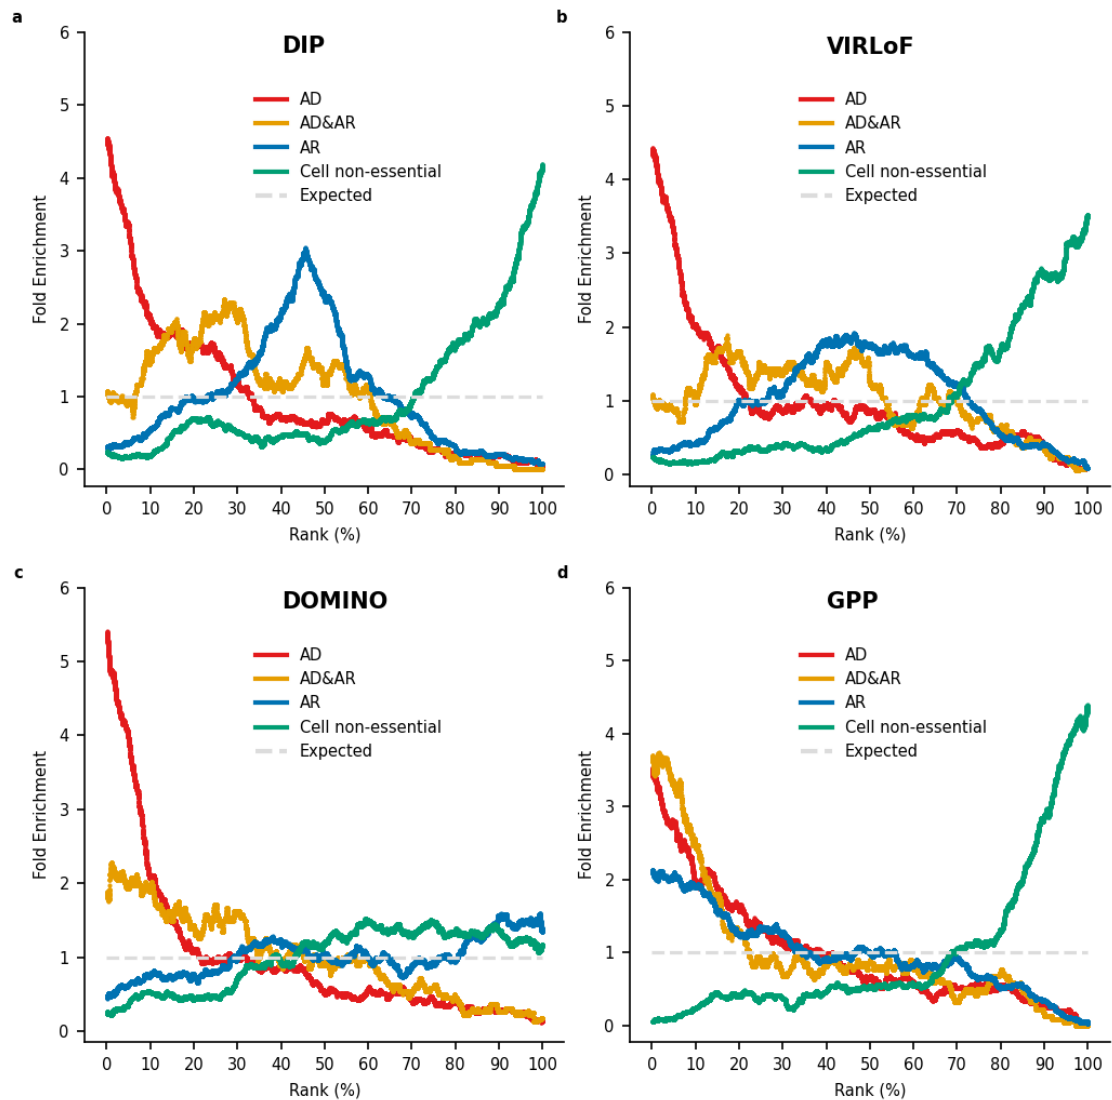 a
DIP
6
5
4
3
2
1
0
Fold Enrichment
AD
AD&AR
AR
Cell non-essential
Expected
0 10 20 30 40 50 60 70 80 90 100
Rank (%)
b
VIRLoF
6
5
4
3
2
1
0
Fold Enrichment
AD
AD&AR
AR
Cell non-essential
Expected
0 10 20 30 40 50 60 70 80 90 100
Rank (%)
c
DOMINO
6
5
4
3
2
1
0
Fold Enrichment
AD
AD&AR
AR
Cell non-essential
Expected
0 10 20 30 40 50 60 70 80 90 100
Rank (%)
d
GPP
6
5
4
3
2
1
0
Fold Enrichment
AD
AD&AR
AR
Cell non-essential
Expected
0 10 20 30 40 50 60 70 80 90 100
Rank (%)